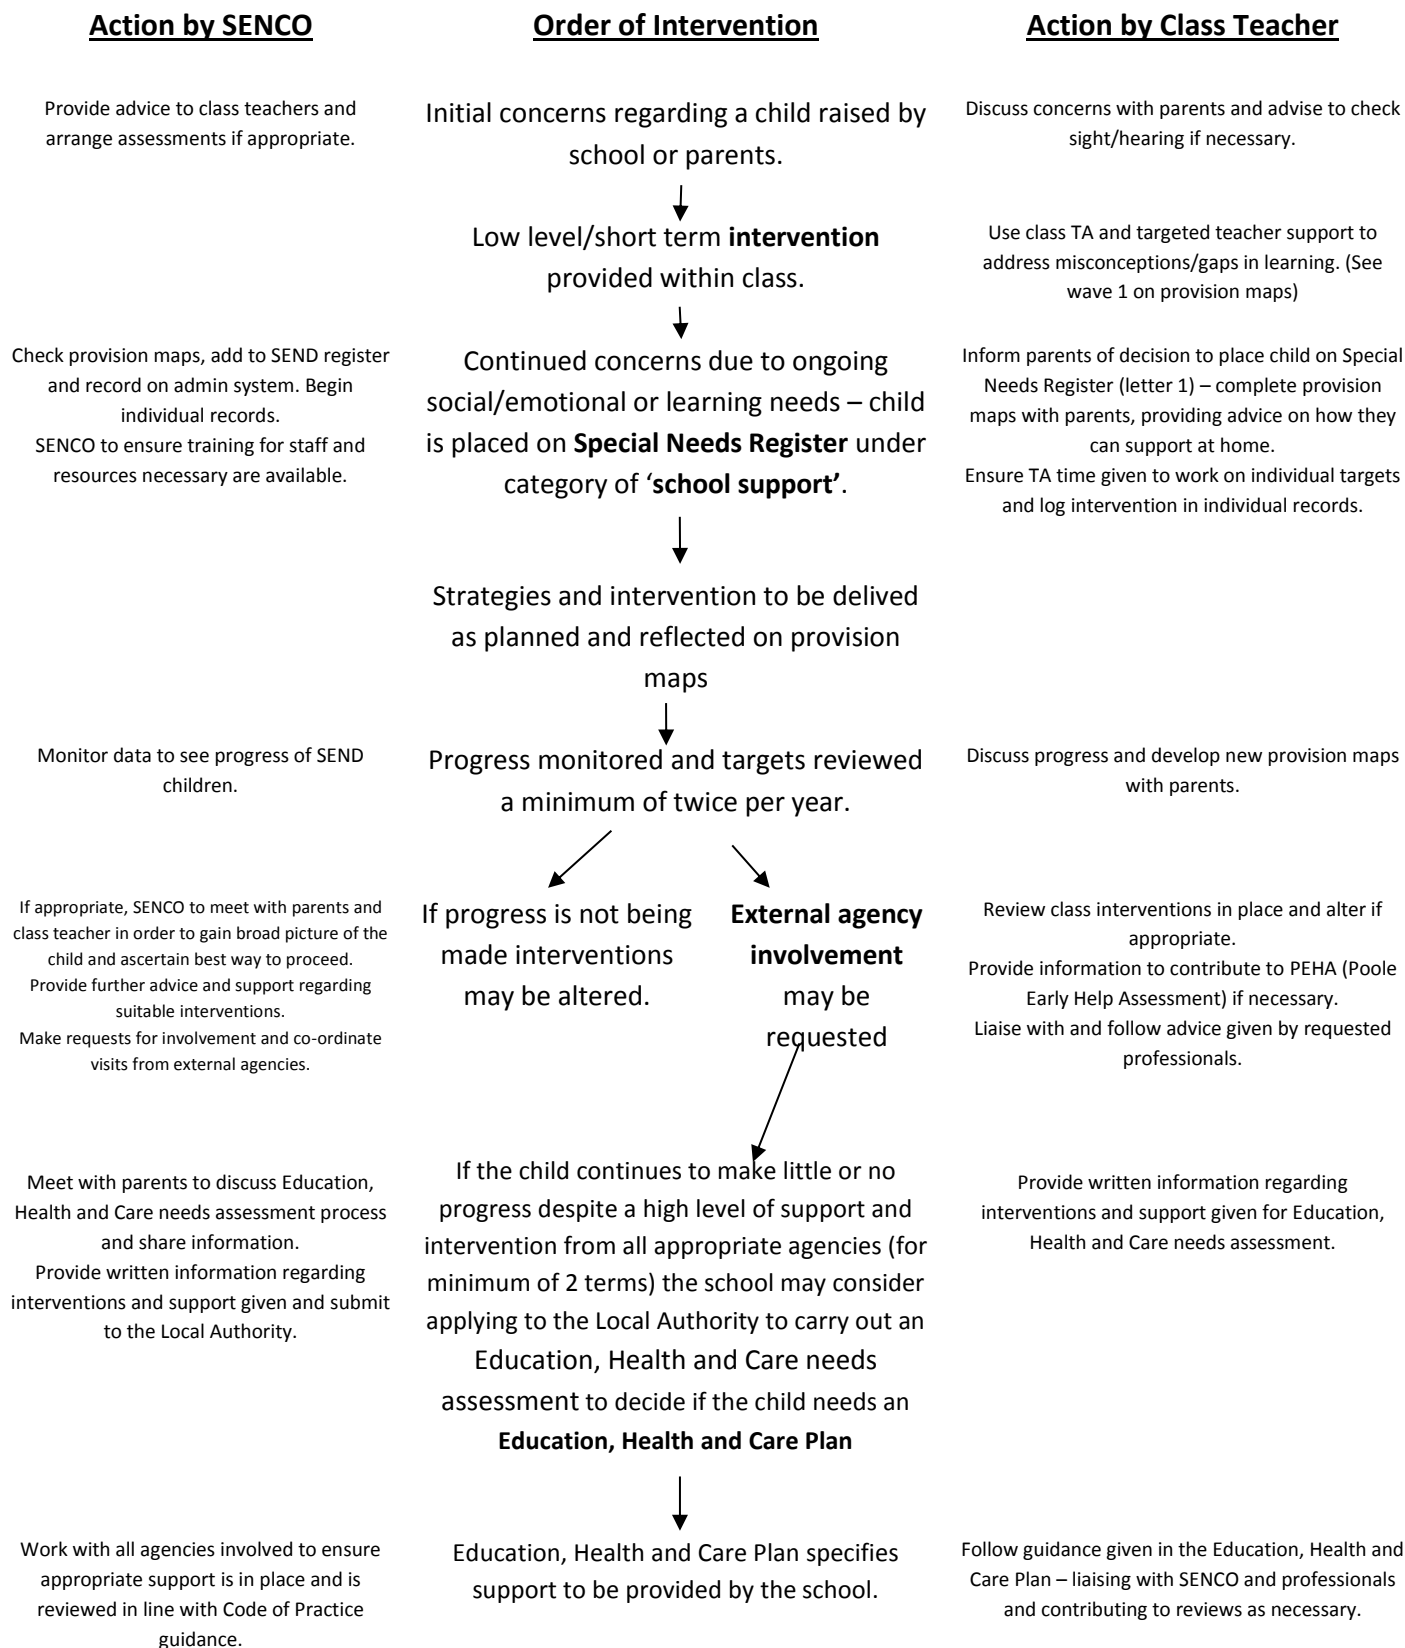 Action by SENCO
Order of Intervention
Action by Class Teacher
Provide advice to class teachers and
arrange assessments if appropriate.
Initial concerns regarding a child raised by
school or parents.
Discuss concerns with parents and advise to check
sight/hearing if necessary.
Low level/short term intervention
provided within class.
Use class TA and targeted teacher support to
address misconceptions/gaps in learning. (See
wave 1 on provision maps)
Check provision maps, add to SEND register
and record on admin system. Begin
individual records.
SENCO to ensure training for staff and
resources necessary are available.
Continued concerns due to ongoing
social/emotional or learning needs – child
is placed on Special Needs Register under
category of ‘school support’.
Inform parents of decision to place child on Special
Needs Register (letter 1) – complete provision
maps with parents, providing advice on how they
can support at home.
Ensure TA time given to work on individual targets
and log intervention in individual records.
Strategies and intervention to be delived
as planned and reflected on provision
maps
Monitor data to see progress of SEND
children.
Progress monitored and targets reviewed
a minimum of twice per year.
Discuss progress and develop new provision maps
with parents.
If appropriate, SENCO to meet with parents and
class teacher in order to gain broad picture of the
child and ascertain best way to proceed.
Provide further advice and support regarding
suitable interventions.
Make requests for involvement and co-ordinate
visits from external agencies.
If progress is not being
made interventions
may be altered.
External agency
involvement
may be
requested
Review class interventions in place and alter if
appropriate.
Provide information to contribute to PEHA (Poole
Early Help Assessment) if necessary.
Liaise with and follow advice given by requested
professionals.
Meet with parents to discuss Education,
Health and Care needs assessment process
and share information.
Provide written information regarding
interventions and support given and submit
to the Local Authority.
If the child continues to make little or no
progress despite a high level of support and
intervention from all appropriate agencies (for
minimum of 2 terms) the school may consider
applying to the Local Authority to carry out an
Education, Health and Care needs
assessment to decide if the child needs an
Education, Health and Care Plan
Provide written information regarding
interventions and support given for Education,
Health and Care needs assessment.
Work with all agencies involved to ensure
appropriate support is in place and is
reviewed in line with Code of Practice
guidance.
Education, Health and Care Plan specifies
support to be provided by the school.
Follow guidance given in the Education, Health and
Care Plan – liaising with SENCO and professionals
and contributing to reviews as necessary.